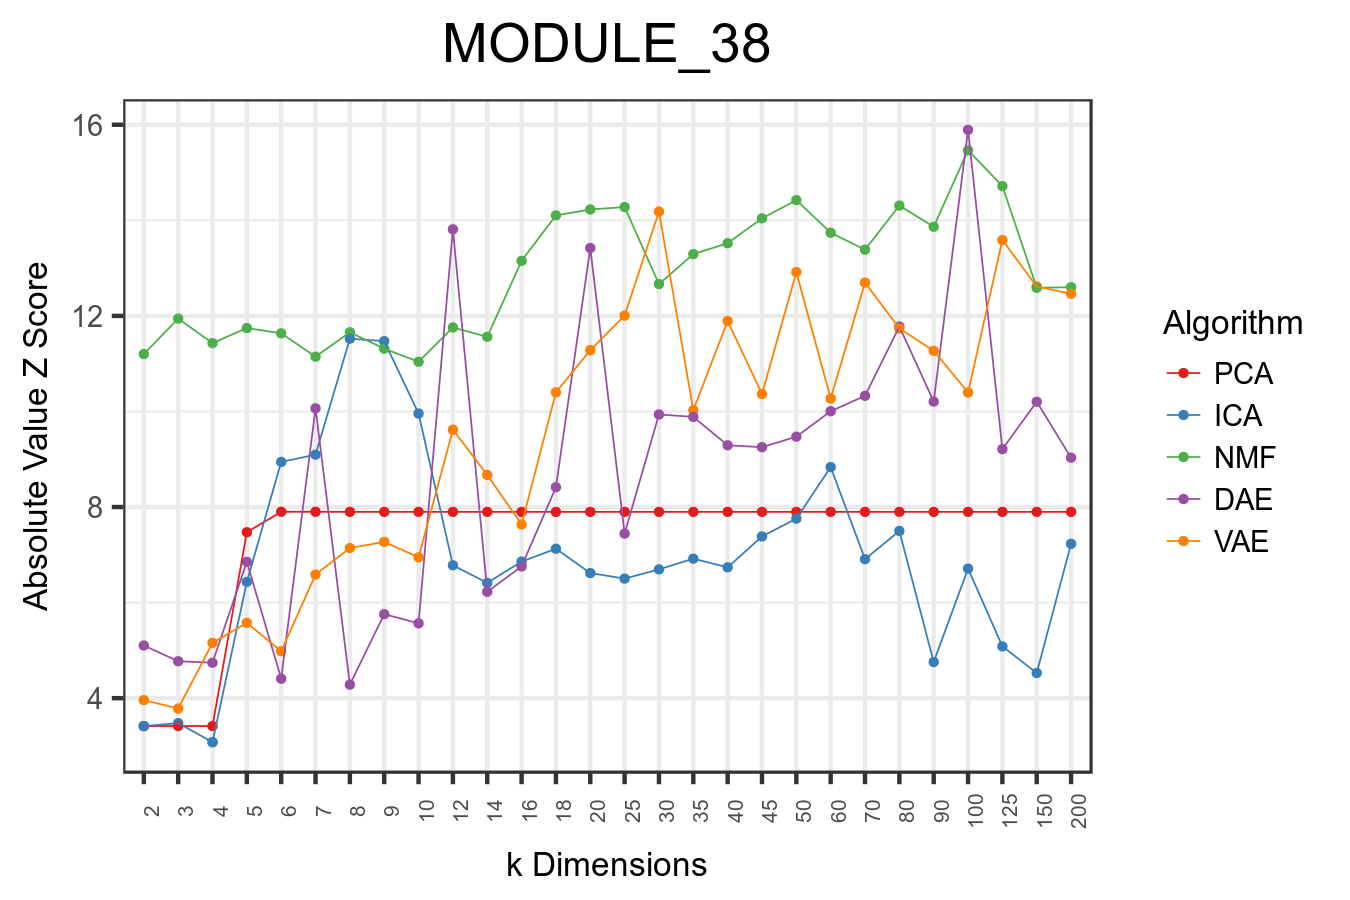 MODULE_38
Absolute Value Z Score
16
12
8
4
2 3 4 5 6 7 8 9 10 12 14 16 18 20 25 30 35 40 45 50 60 70 80 90 100 125 150 200
k Dimensions
Algorithm
PCA
ICA
NMF
DAE
VAE